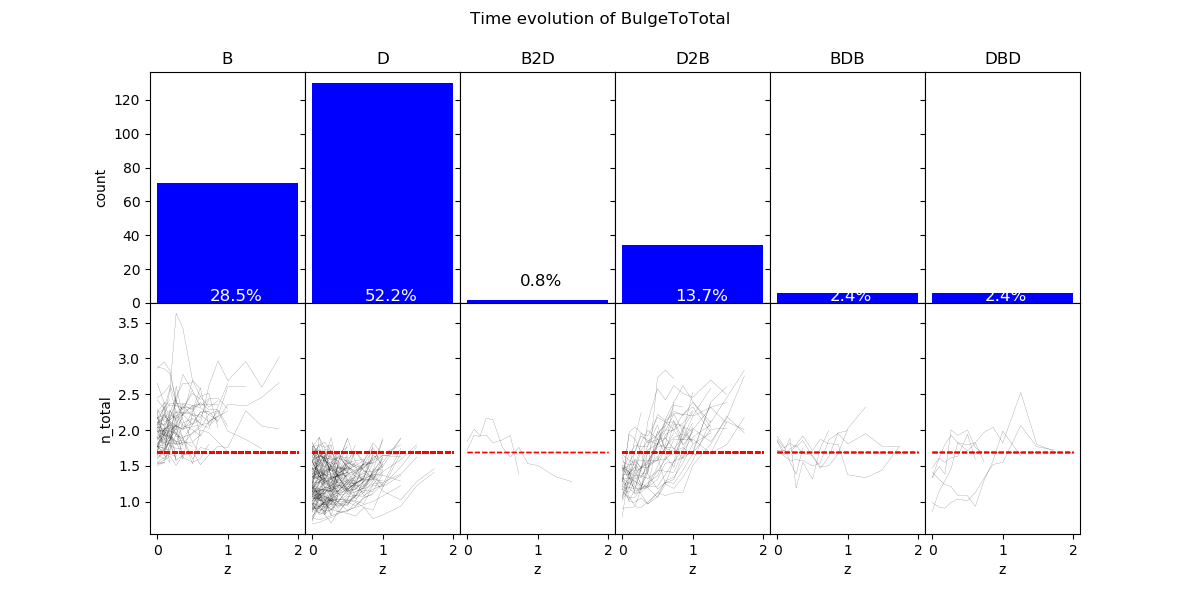 Time evolution of BulgeToTotal
B D B2D D2B BDB DBD
120
100
80
60
40
20
0
count
28.5% 52.2% 0.8% 13.7% 2.4% 2.4%
3.5
3.0
2.5
2.0
1.5
1.0
n_total
0 1 2 0 1 2 0 1 2 0 1 2 0 1 2 0 1 2
z z z z z z